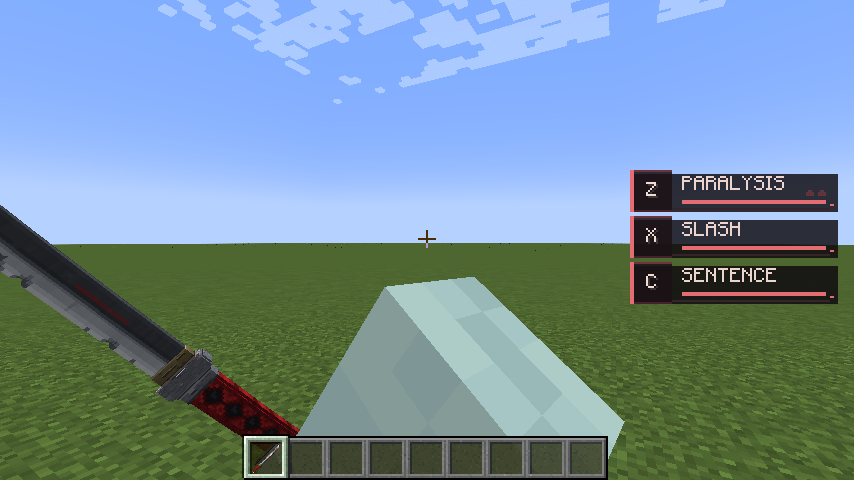 Z
PARALYSIS
X
SLASH
C
SENTENCE